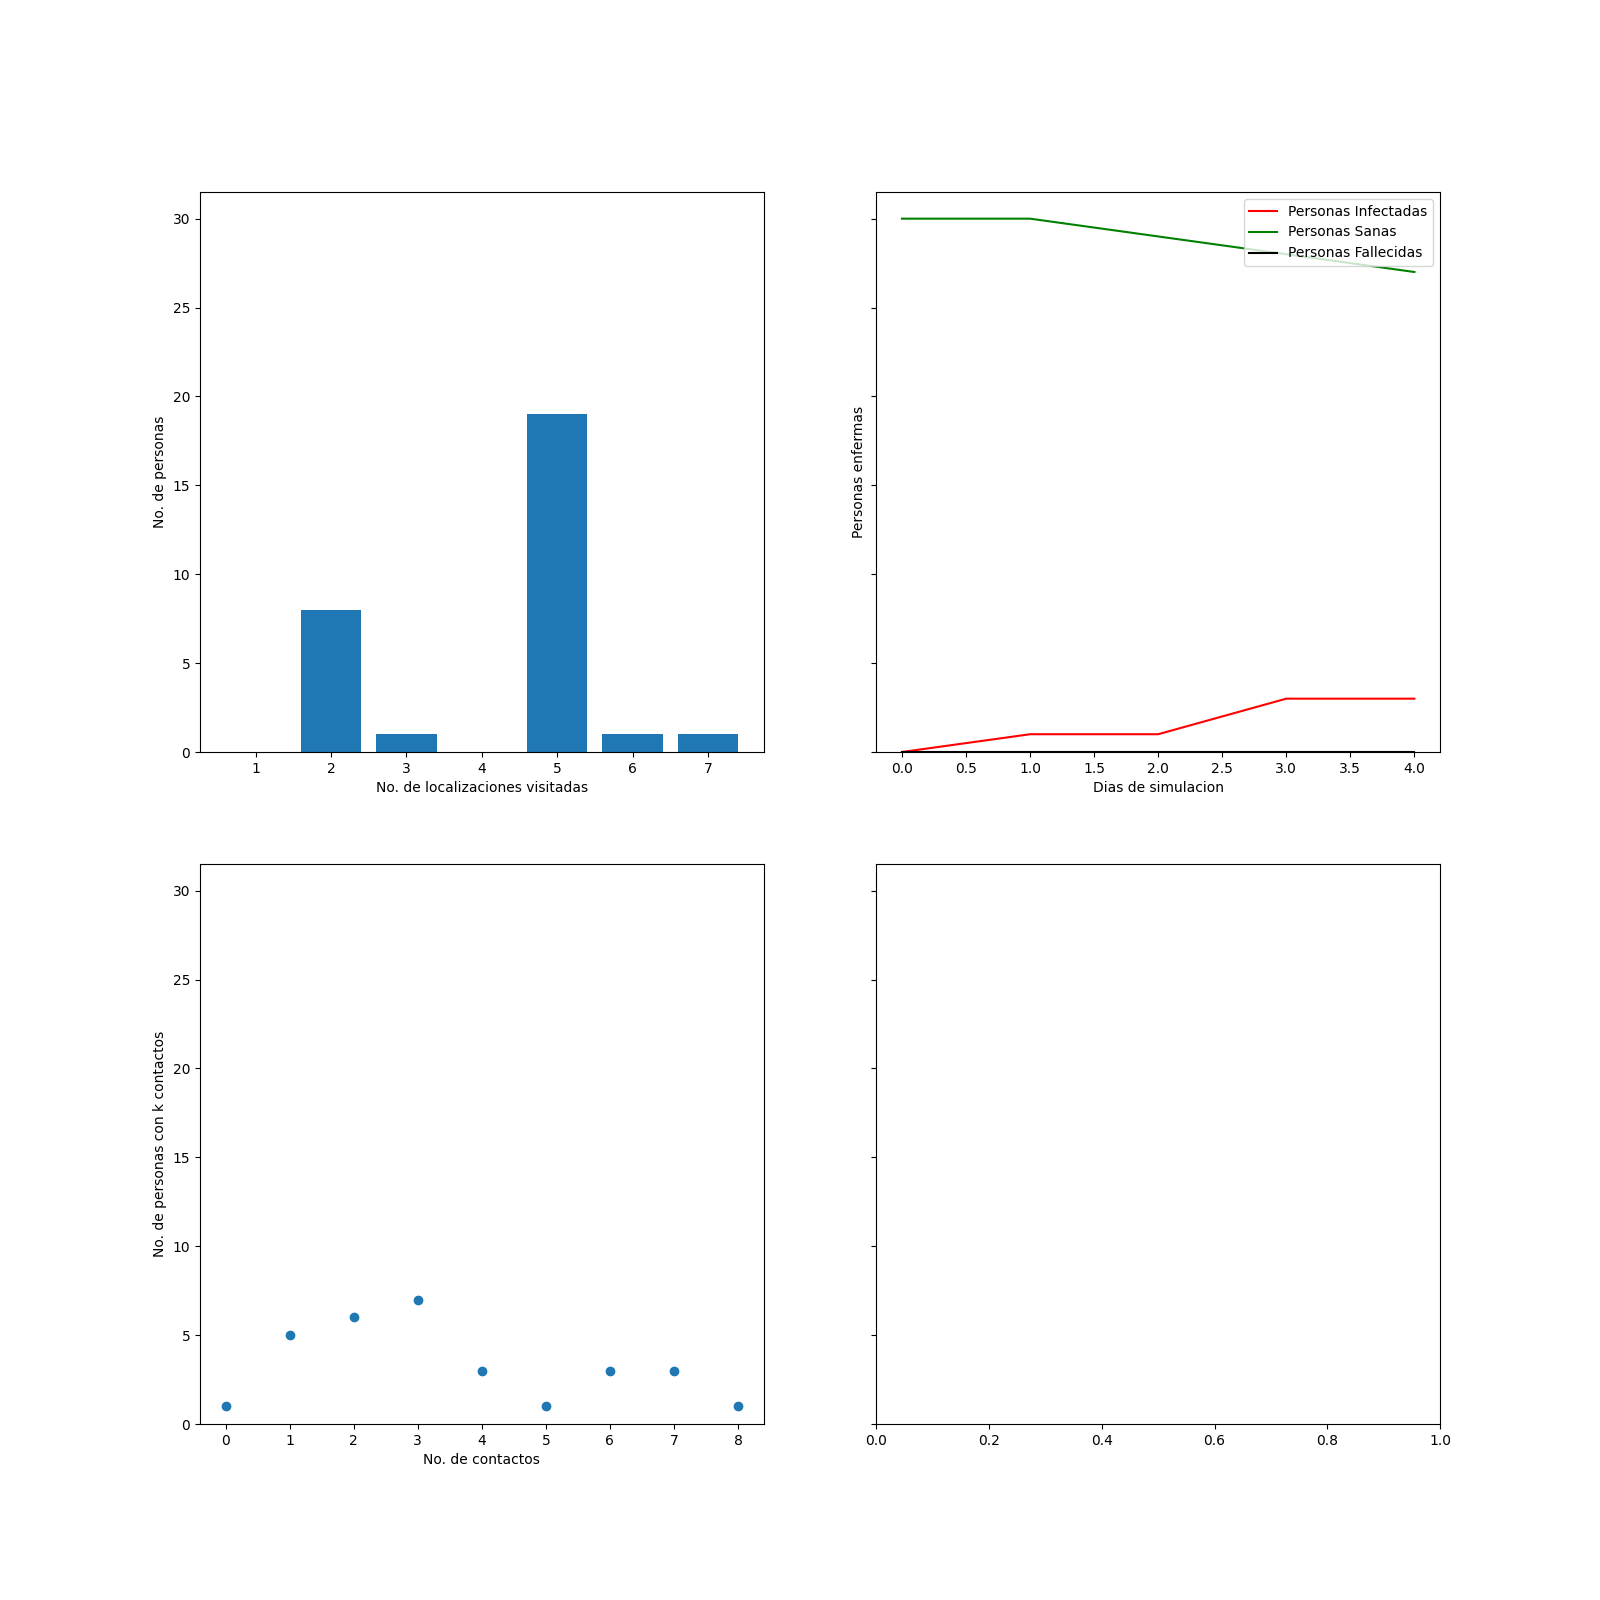 30
25
20
15
10
5
0
No. de personas
1 2 3 4 5 6 7
No. de localizaciones visitadas
Personas Infectadas
Personas Sanas
Personas Fallecidas
Personas enfermas
0.0 0.5 1.0 1.5 2.0 2.5 3.0 3.5 4.0
Dias de simulacion
30
25
20
15
10
5
0
No. de personas con k contactos
0 1 2 3 4 5 6 7 8
No. de contactos
0.0 0.2 0.4 0.6 0.8 1.0